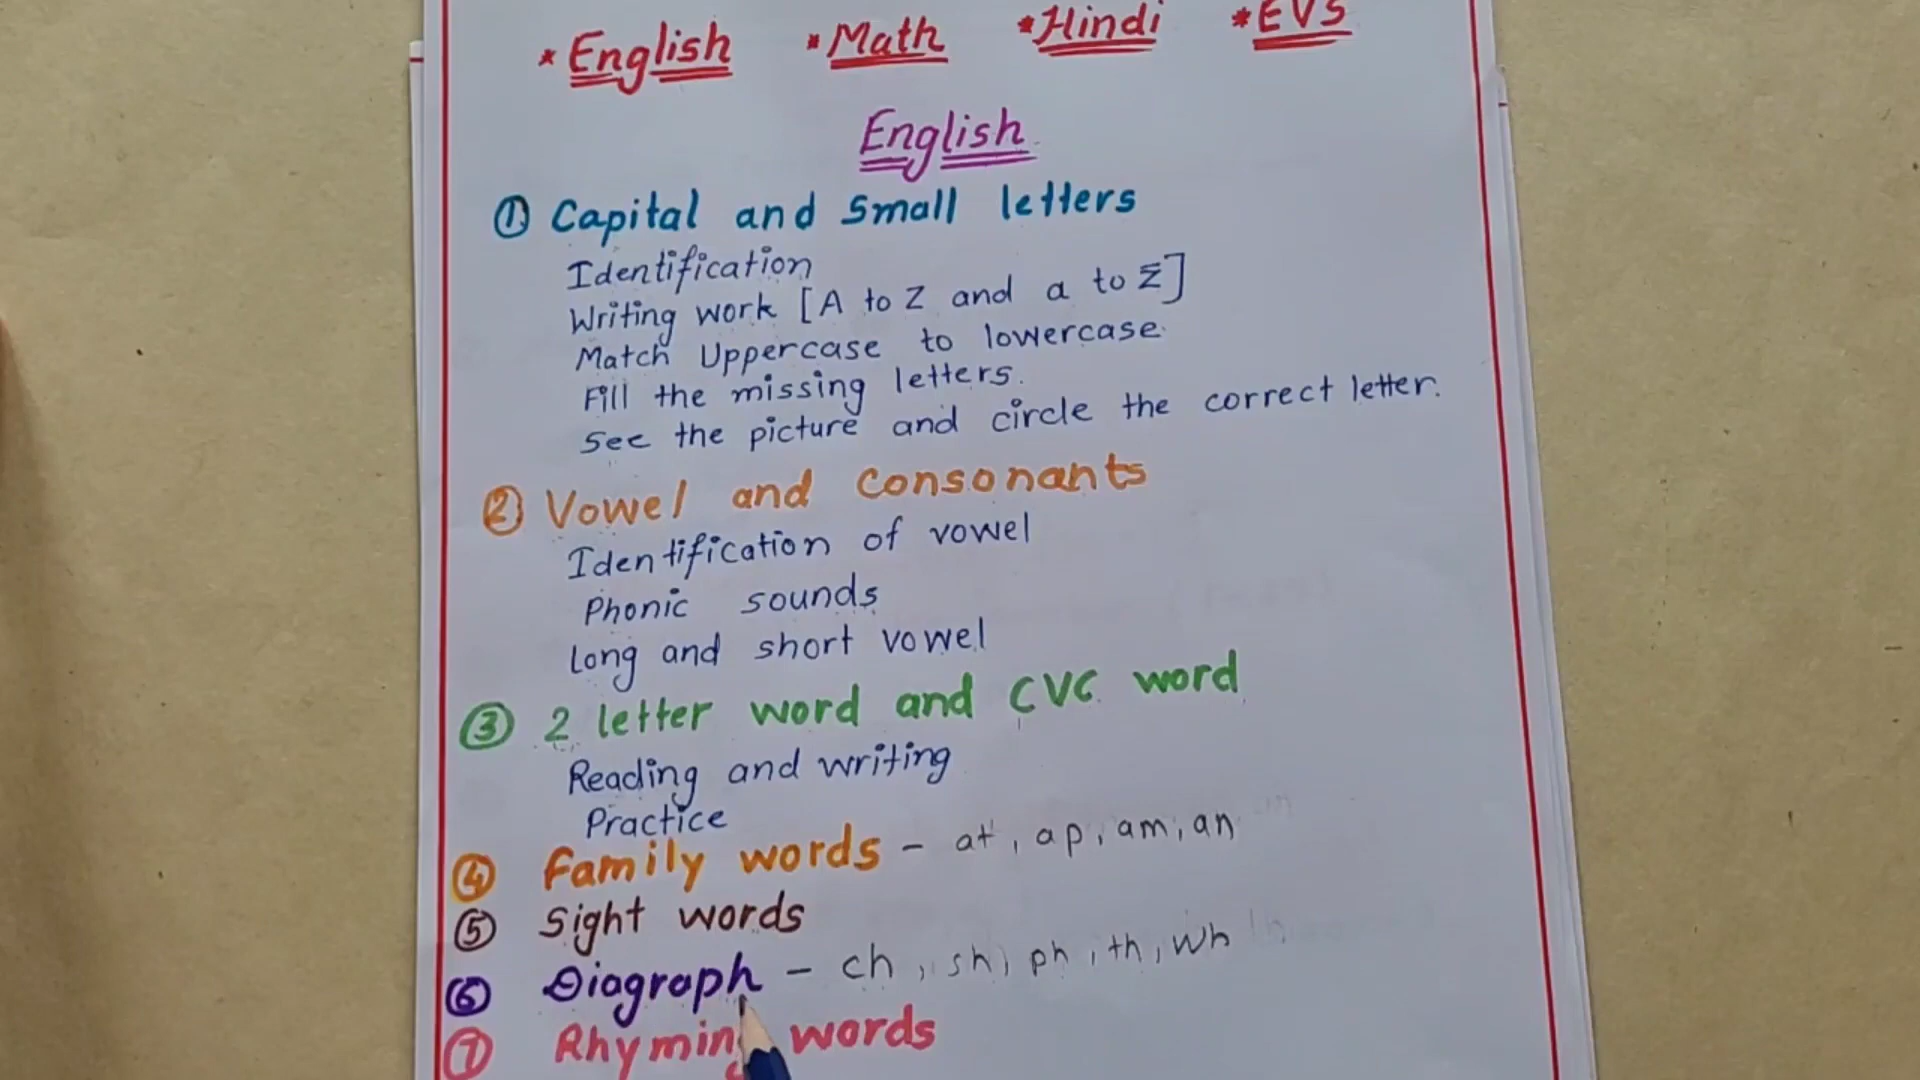 * English * Math * Hindi * EVS
English
① Capital and Small letters
Identification
Writing work [A to Z and a to z]
Match Uppercase to lowercase
Fill the missing letters.
See the picture and circle the correct letter.
② Vowel and consonants
Identification of vowel
Phonic sounds
Long and short vowel
③ 2 letter word and CVC word
Reading and writing
Practice
④ Family words - at, ap, am, an
⑤ Sight words
⑥ Diagraph - ch, sh, ph, th, wh
⑦ Rhyming words